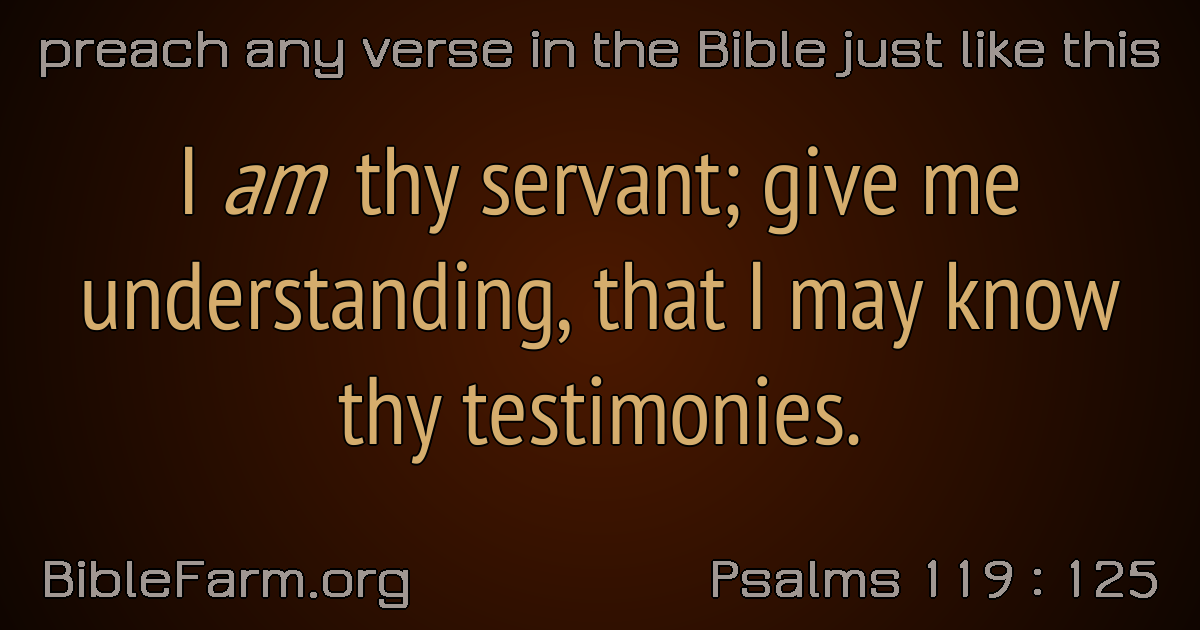 preach any verse in the Bible just like this
I am thy servant; give me
understanding, that I may know
thy testimonies.
BibleFarm.org
Psalms 119 : 125